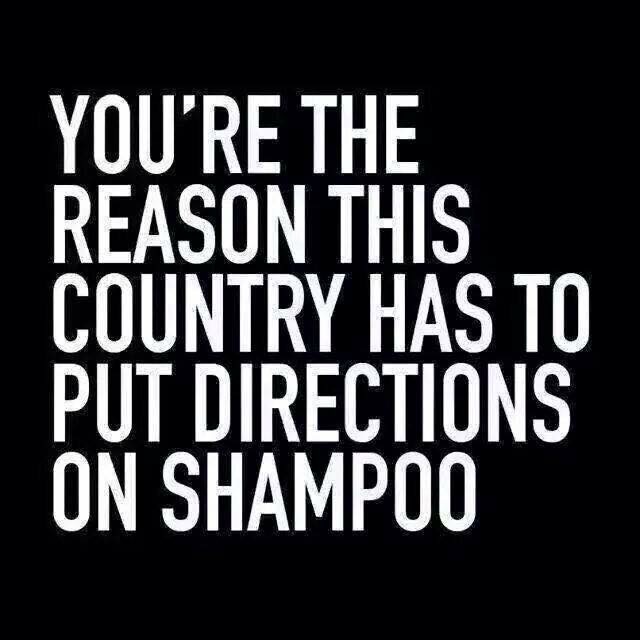 YOU'RE THE
REASON THIS
COUNTRY HAS TO
PUT DIRECTIONS
ON SHAMPOO